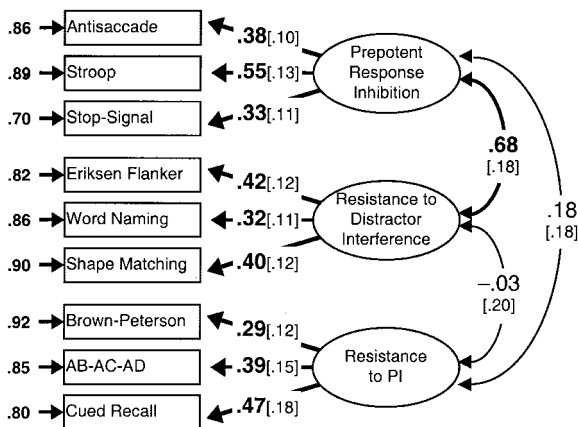 .86 Antisaccade .38[.10]
.89 Stroop .55[.13]
.70 Stop-Signal .33[.11]
Prepotent
Response
Inhibition
.82 Eriksen Flanker .42[.12]
.86 Word Naming .32[.11]
.90 Shape Matching .40[.12]
Resistance to
Distractor
Interference
.92 Brown-Peterson .29[.12]
.85 AB-AC-AD .39[.15]
.80 Cued Recall .47[.18]
Resistance
to PI
.68
[.18]
.18
[.18]
–.03
[.20]